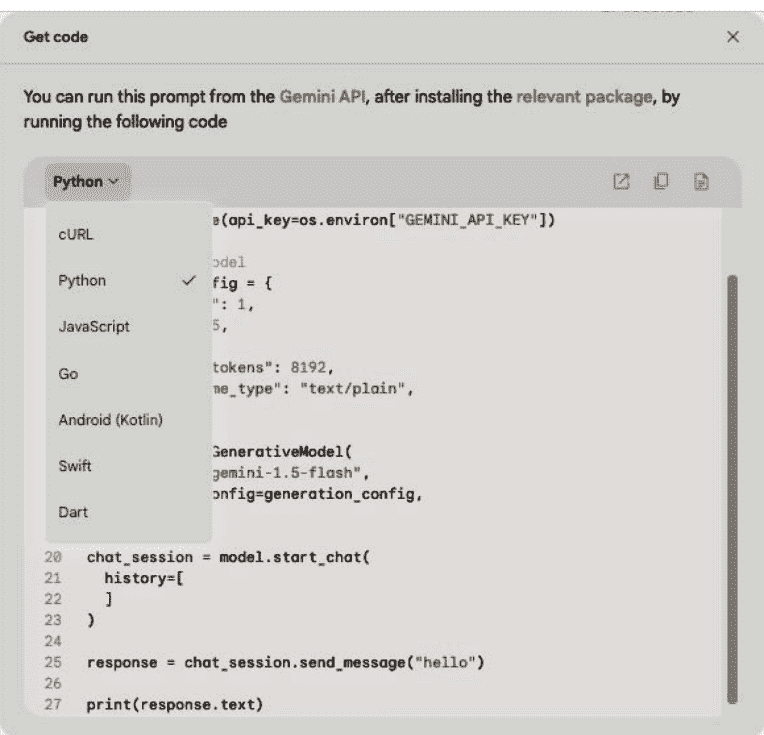 Get code
You can run this prompt from the Gemini API, after installing the relevant package, by
running the following code
Python
e(api_key=os.environ["GEMINI_API_KEY"])
cURL
odel
Python
fig = {
": 1,
JavaScript
5,
Go
tokens": 8192,
me_type": "text/plain",
Android (Kotlin)
GenerativeModel(
Swift
gemini-1.5-flash",
onfig=generation_config,
Dart
20 chat_session = model.start_chat(
21 history=[
22 ]
23 )
24
25 response = chat_session.send_message("hello")
26
27 print(response.text)